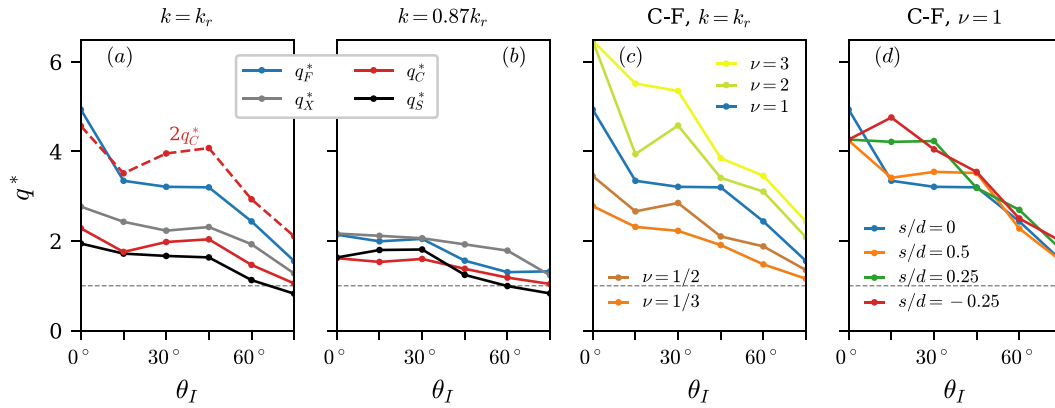 k = k_r
k = 0.87k_r
C-F, k = k_r
C-F, ν = 1
q*
6
4
2
0
(a)
2q*_C
(b)
q*_F
q*_C
q*_X
q*_S
(c)
ν = 3
ν = 2
ν = 1
ν = 1/2
ν = 1/3
(d)
s/d = 0
s/d = 0.5
s/d = 0.25
s/d = −0.25
0° 30° 60°
0° 30° 60°
0° 30° 60°
0° 30° 60°
θ_I
θ_I
θ_I
θ_I